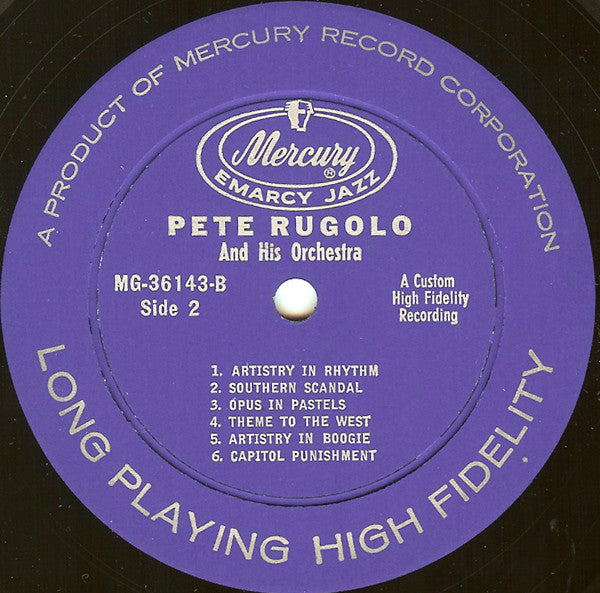 A PRODUCT OF MERCURY RECORD CORPORATION
Mercury
®
EMARCY JAZZ
PETE RUGOLO
And His Orchestra
MG-36143-B
Side 2
A Custom
High Fidelity
Recording
1. ARTISTRY IN RHYTHM
2. SOUTHERN SCANDAL
3. OPUS IN PASTELS
4. THEME TO THE WEST
5. ARTISTRY IN BOOGIE
6. CAPITOL PUNISHMENT
LONG PLAYING HIGH FIDELITY